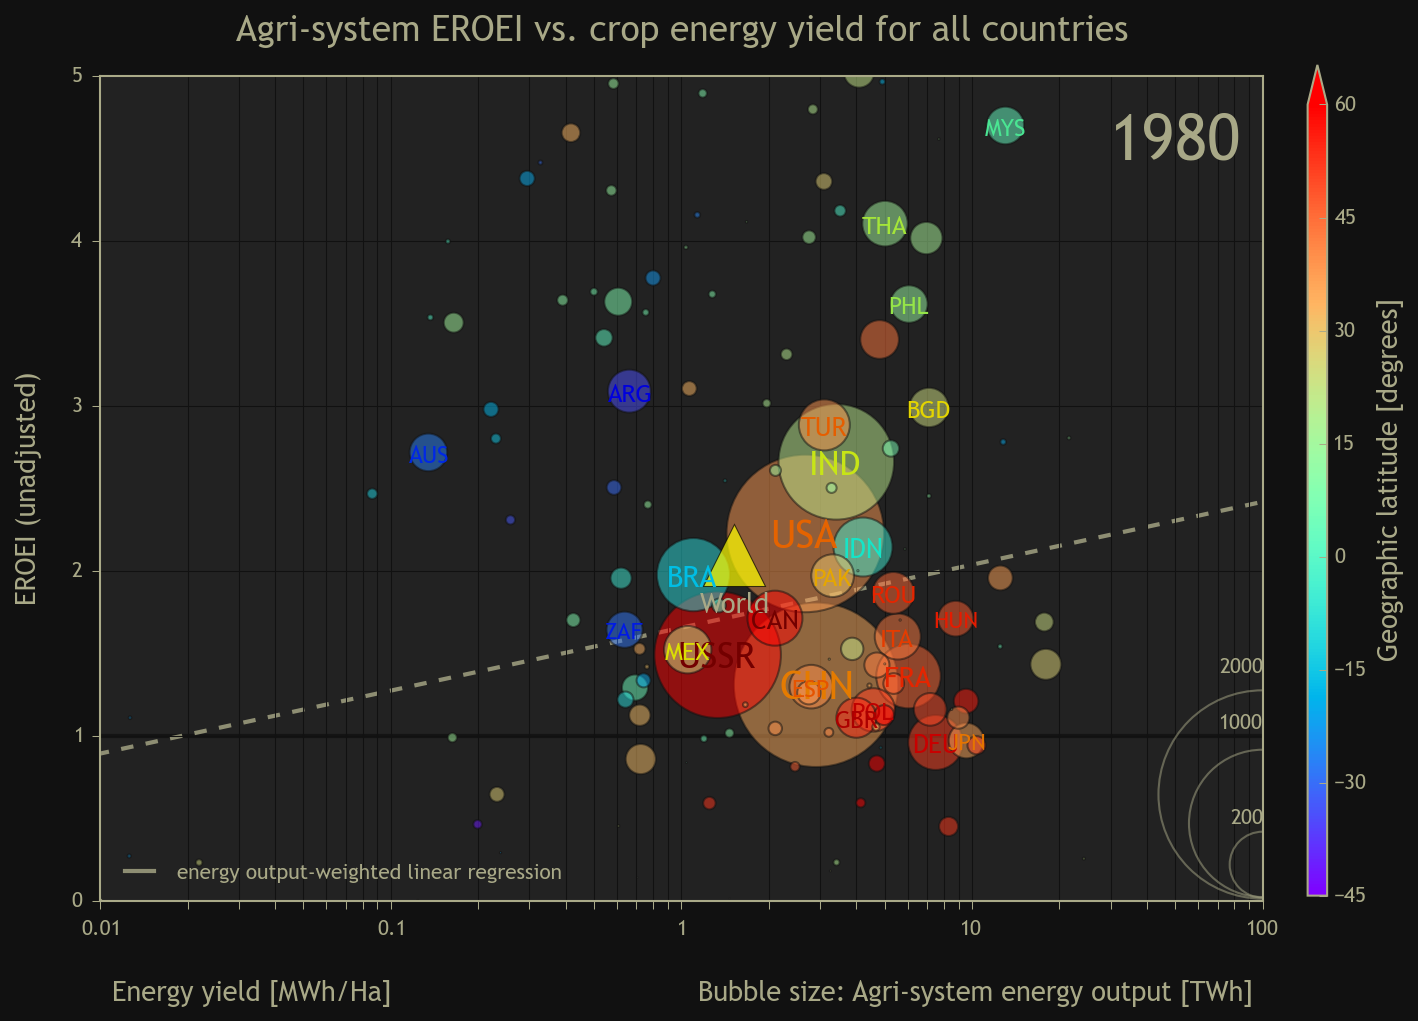 Agri-system EROEI vs. crop energy yield for all countries
1980
EROEI (unadjusted)
5
4
3
2
1
0
MYS
THA
PHL
ARG
BGD
TUR
AUS
IND
USA
IDN
BRA
PAK
World
ROU
CAN
HUN
ZAF
ITA
MEX
USSR
FRA
CHN
ESP
POL
GBR
DEU
JPN
2000
1000
200
energy output-weighted linear regression
0.01
0.1
1
10
100
Energy yield [MWh/Ha]
Bubble size: Agri-system energy output [TWh]
60
45
30
15
0
−15
−30
−45
Geographic latitude [degrees]